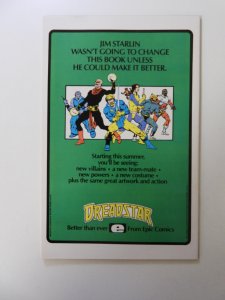 JIM STARLIN
WASN'T GOING TO CHANGE
THIS BOOK UNLESS
HE COULD MAKE IT BETTER.
Starting this summer,
you'll be seeing:
new villains • a new team-mate •
new powers • a new costume •
plus the same great artwork and action
DREADSTAR
Better than ever
From Epic Comics